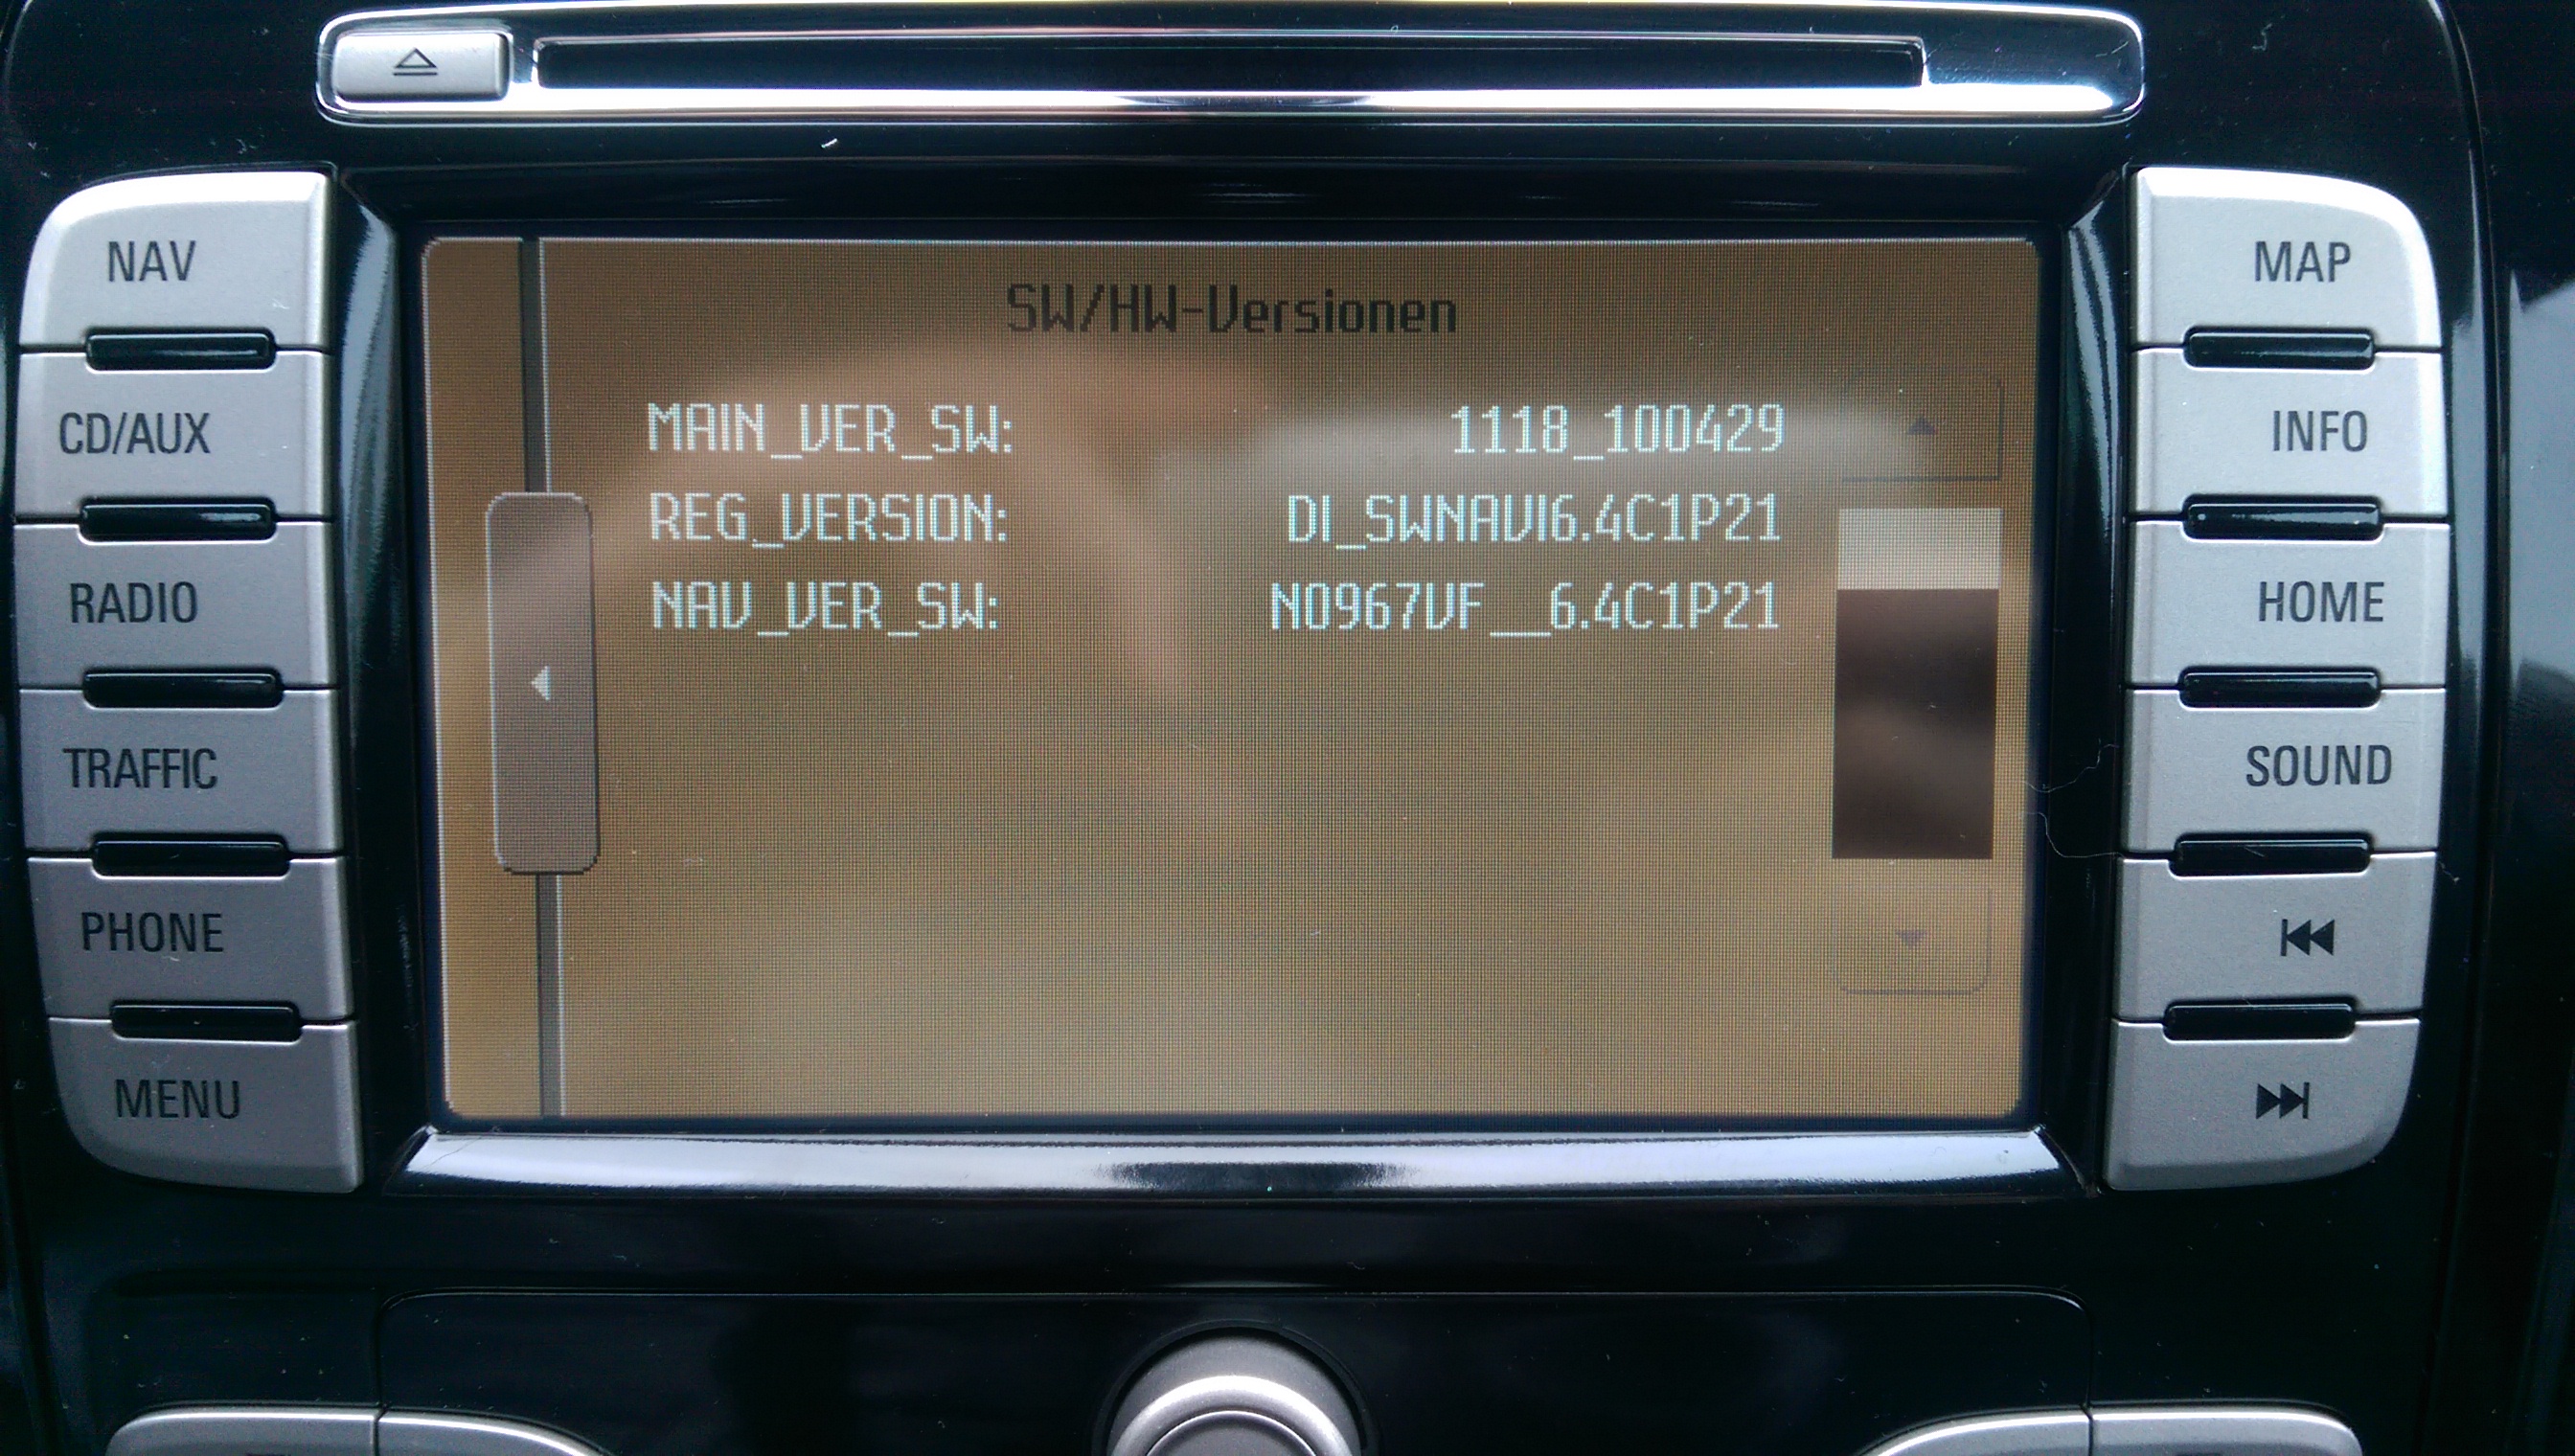 NAV
CD/AUX
RADIO
TRAFFIC
PHONE
MENU
SW/HW-Versionen
MAIN_VER_SW: 1118_100429
REG_VERSION: DI_SWNAVI6.4C1P21
NAV_VER_SW: N0967VF__6.4C1P21
MAP
INFO
HOME
SOUND